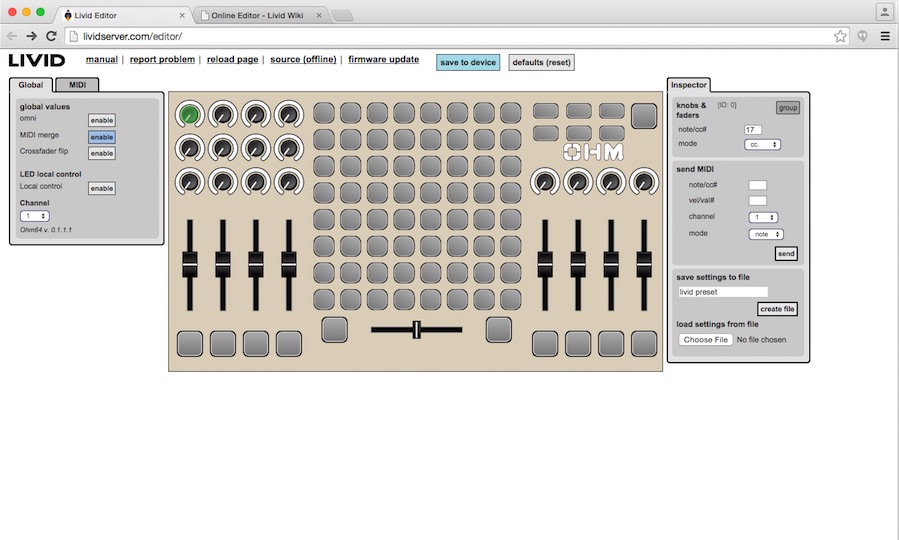 Livid Editor
Online Editor - Livid Wiki
lividserver.com/editor/
LIVID
manual | report problem | reload page | source (offline) | firmware update
save to device
defaults (reset)
Global
MIDI
global values
omni
enable
MIDI merge
enable
Crossfader flip
enable
LED local control
Local control
enable
Channel
1
Ohm64 v. 0.1.1.1
OHM
Inspector
knobs &
faders
[ID: 0]
group
note/cc#
17
mode
cc.
send MIDI
note/cc#
vel/val#
channel
1
mode
note
send
save settings to file
livid preset
create file
load settings from file
Choose File
No file chosen